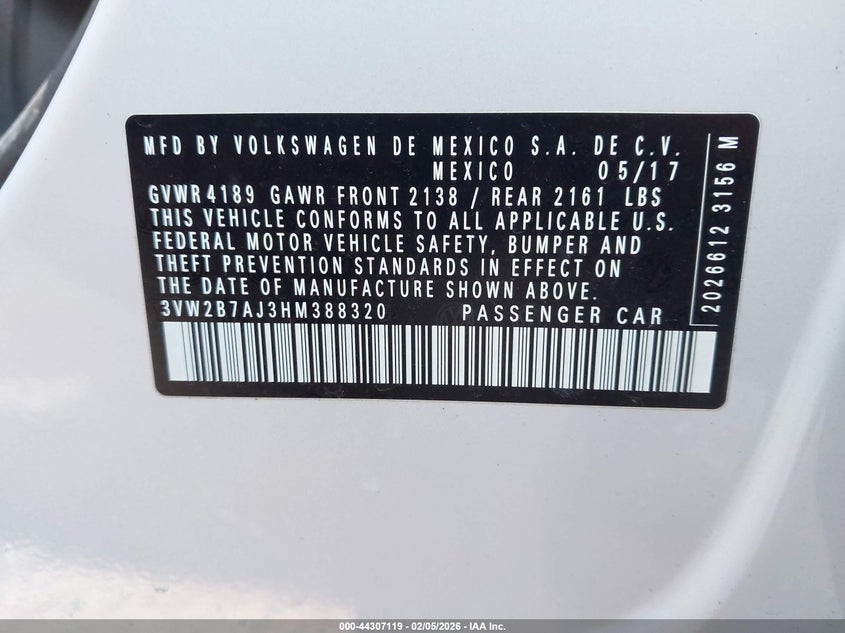 MFD BY VOLKSWAGEN DE MEXICO S.A. DE C.V.
MEXICO 05/17
GVWR 4189 GAWR FRONT 2138 / REAR 2161 LBS
THIS VEHICLE CONFORMS TO ALL APPLICABLE U.S.
FEDERAL MOTOR VEHICLE SAFETY, BUMPER AND
THEFT PREVENTION STANDARDS IN EFFECT ON
THE DATE OF MANUFACTURE SHOWN ABOVE.
3VW2B7AJ3HM388320 PASSENGER CAR
2026612 3156 M
000-44307119 - 02/05/2026 - IAA Inc.